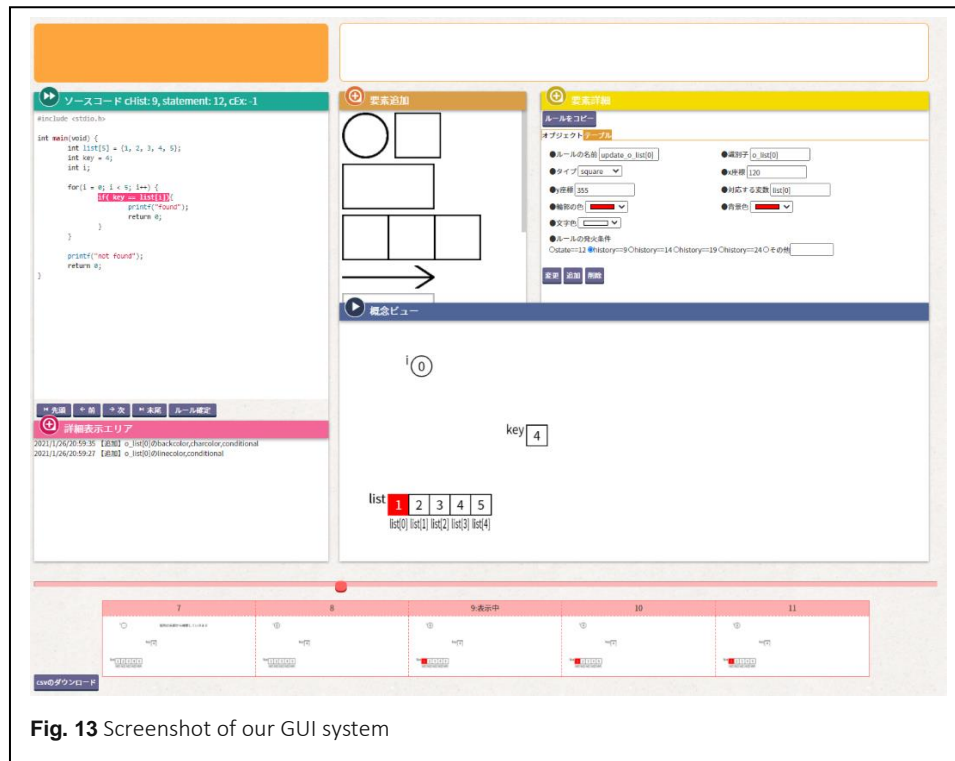 ソースコード cHist: 9, statement: 12, cEx: -1
#include <stdio.h>
int main(void) {
int list[5] = {1, 2, 3, 4, 5};
int key = 4;
int i;
for(i = 0; i < 5; i++) {
if( key == list[i]){
printf("found");
return 0;
}
}
printf("not found");
return 0;
}
先頭 前 次 末尾 ルール確定
詳細表示エリア
2021/1/26/20:59:35 【追加】o_list[0]のbackcolor,charcolor,conditional
2021/1/26/20:59:27 【追加】o_list[0]のlinecolor,conditional
要素追加
要素詳細
ルールをコピー
オブジェクト テーブル
●ルールの名前 update_o_list[0] ●識別子 o_list[0]
●タイプ square ●x座標 120
●y座標 355 ●対応する変数 list[0]
●輪郭の色 ●背景色
●文字色
●ルールの発火条件
state==12 history==9 history==14 history==19 history==24 その他
変更 追加 削除
概念ビュー
i 0
key 4
list 1 2 3 4 5
list[0] list[1] list[2] list[3] list[4]
7 8 9:表示中 10 11
csvのダウンロード
Fig. 13 Screenshot of our GUI system